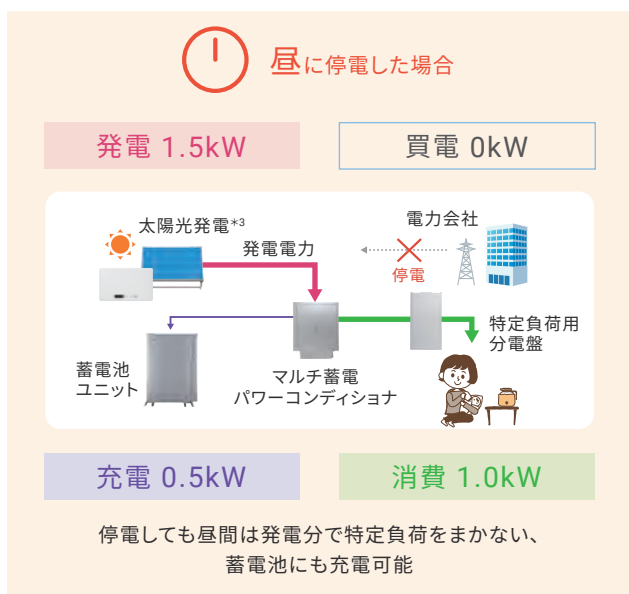 昼に停電した場合
発電 1.5kW
買電 0kW
太陽光発電*3
発電電力
電力会社
停電
特定負荷用
分電盤
蓄電池
ユニット
マルチ蓄電
パワーコンディショナ
充電 0.5kW
消費 1.0kW
停電しても昼間は発電分で特定負荷をまかない、
蓄電池にも充電可能